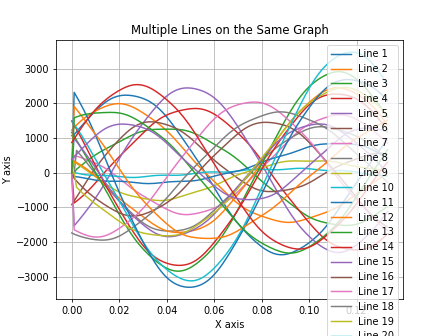 Multiple Lines on the Same Graph
Y axis
3000
2000
1000
0
−1000
−2000
−3000
0.00
0.02
0.04
0.06
0.08
0.10
X axis
Line 1
Line 2
Line 3
Line 4
Line 5
Line 6
Line 7
Line 8
Line 9
Line 10
Line 11
Line 12
Line 13
Line 14
Line 15
Line 16
Line 17
Line 18
Line 19
Line 20